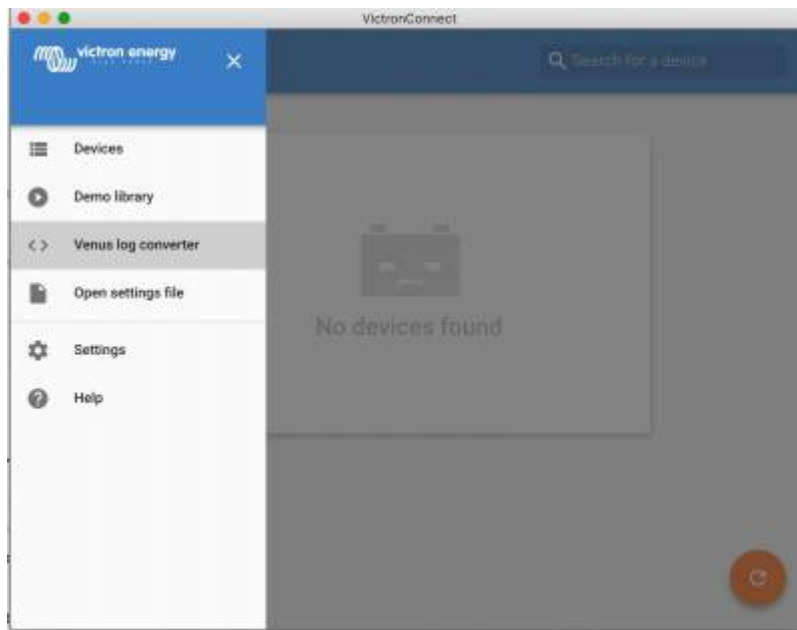 VictronConnect
victron energy
Search for a device
Devices
Demo library
Venus log converter
Open settings file
No devices found
Settings
Help